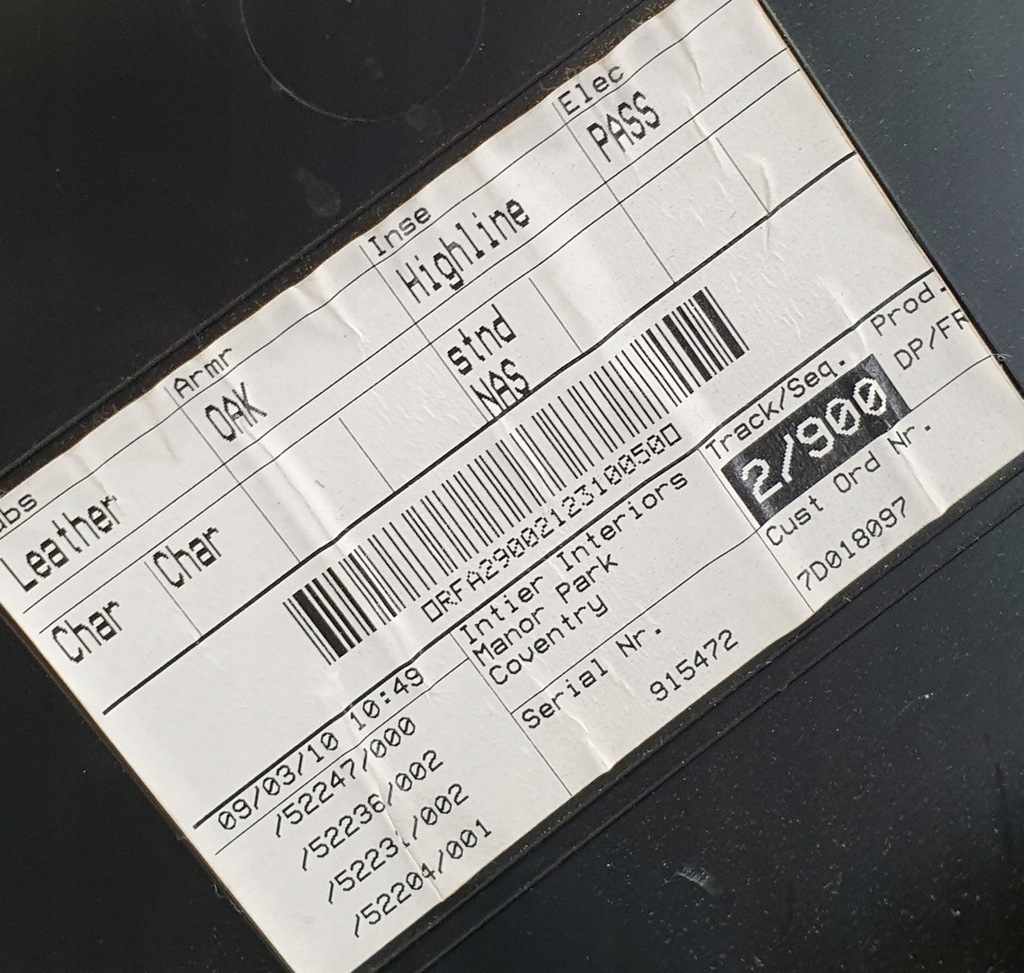 Armr Inse Elec
Leather OAK Highline PASS
Char Char stnd
NAS
RFA2900212310050
Track/Seq. Prod.
2/900 DP/FR
09/03/10 10:49
Intier Interiors
Manor Park
Coventry
Cust Ord Nr.
7D018097
Serial Nr.
915472
/52247/000
/52236/002
/002
/52204/001